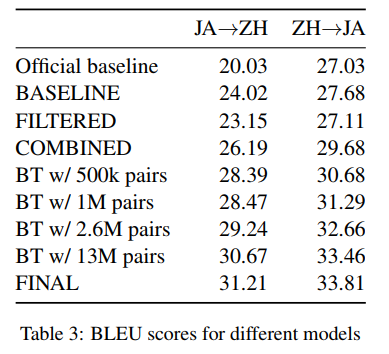 JA→ZH ZH→JA
Official baseline 20.03 27.03
BASELINE 24.02 27.68
FILTERED 23.15 27.11
COMBINED 26.19 29.68
BT w/ 500k pairs 28.39 30.68
BT w/ 1M pairs 28.47 31.29
BT w/ 2.6M pairs 29.24 32.66
BT w/ 13M pairs 30.67 33.46
FINAL 31.21 33.81
Table 3: BLEU scores for different models